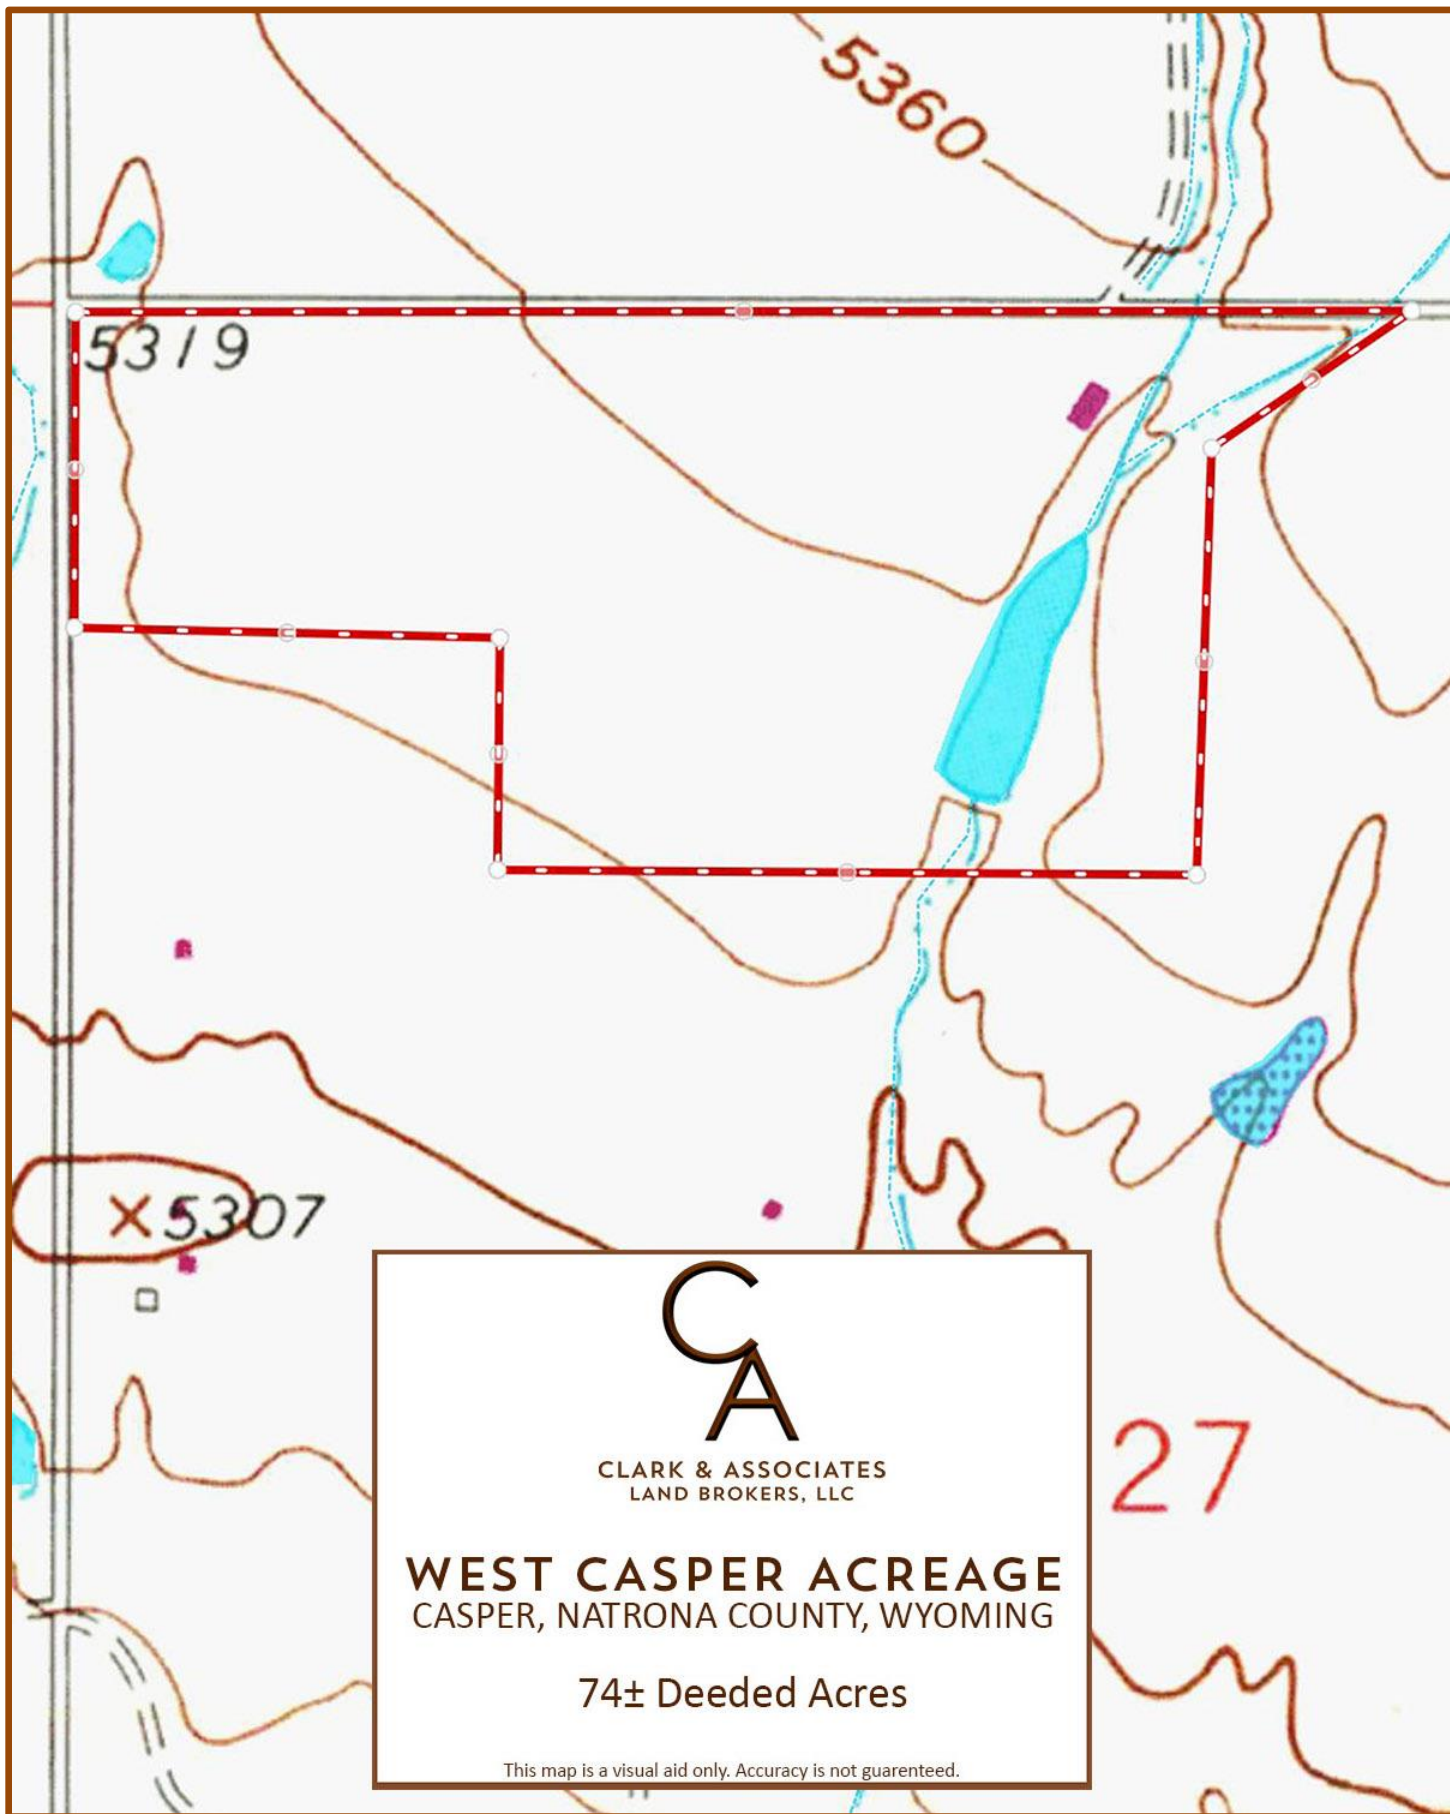 5360
5319
5307
CA
CLARK & ASSOCIATES
LAND BROKERS, LLC
27
WEST CASPER ACREAGE
CASPER, NATRONA COUNTY, WYOMING
74± Deeded Acres
This map is a visual aid only. Accuracy is not guarenteed.